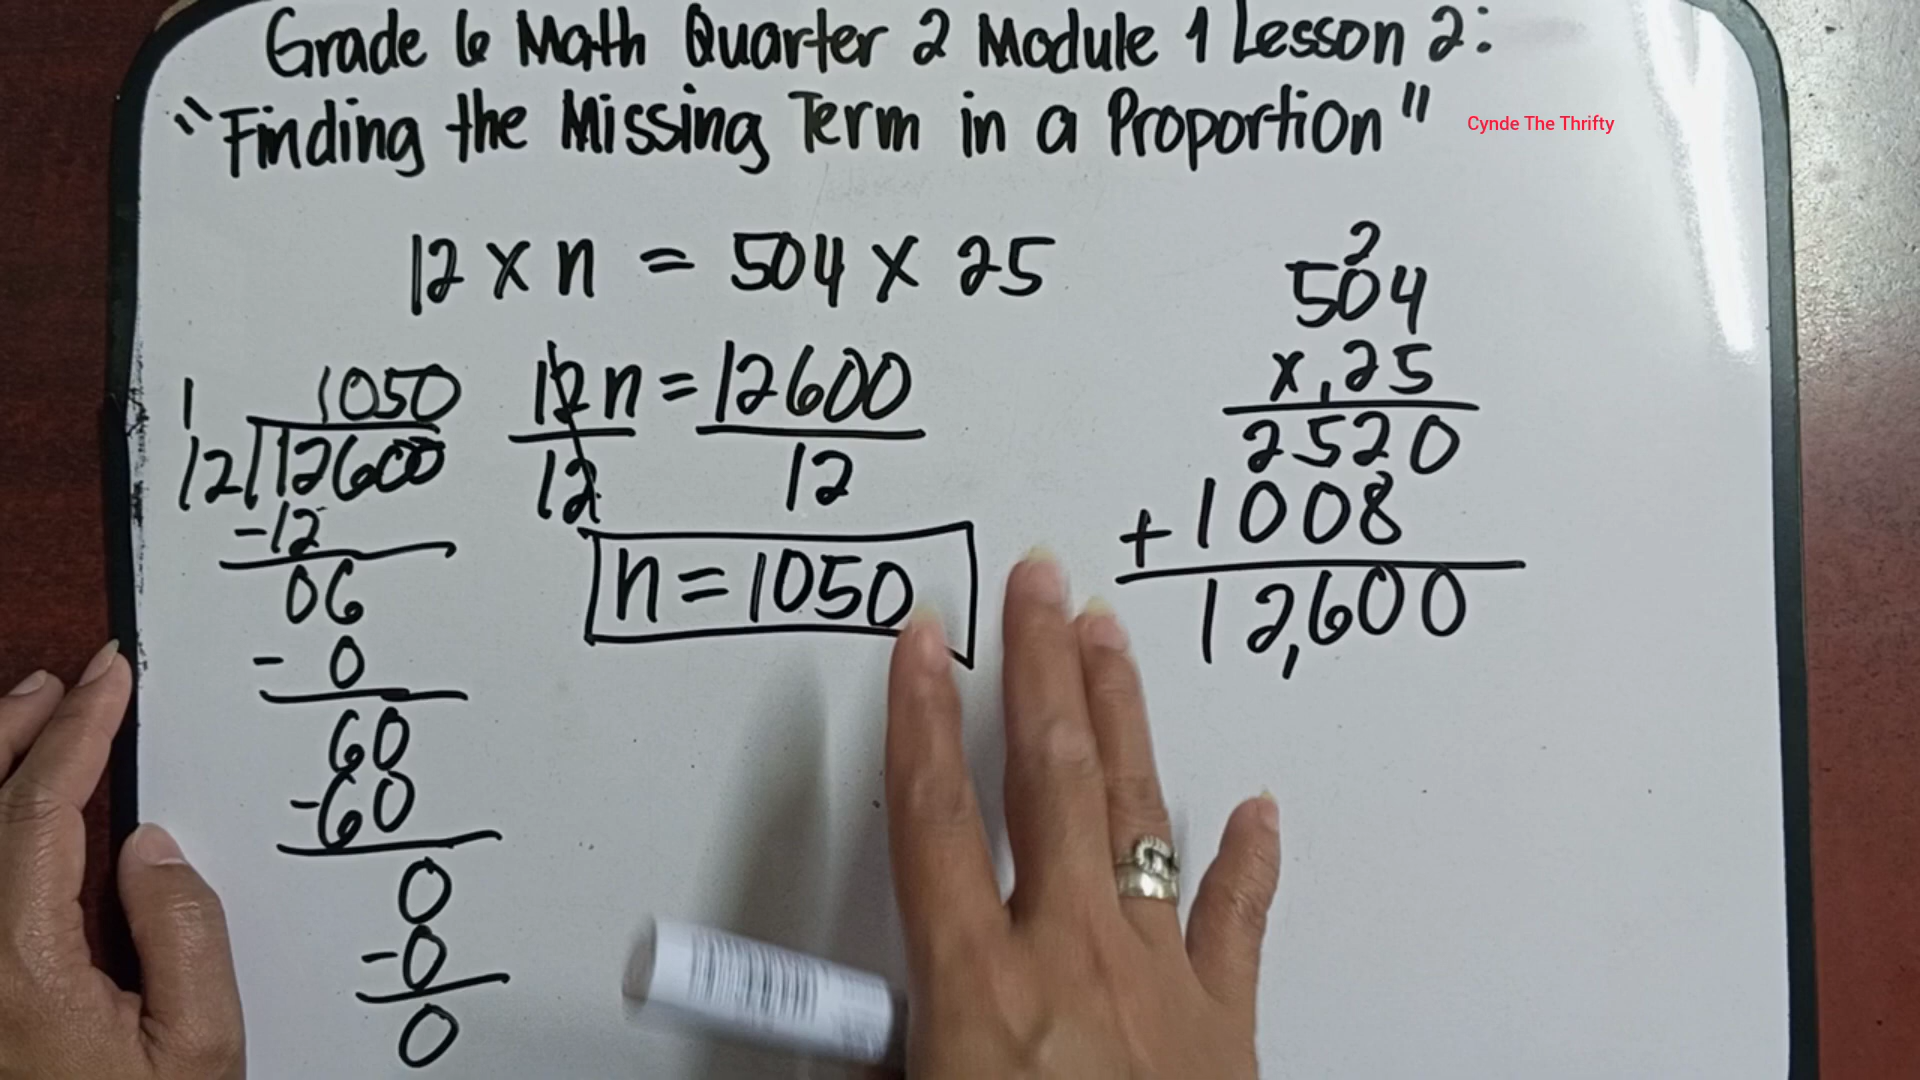 Grade 6 Math Quarter 2 Module 1 Lesson 2:
"Finding the Missing Term in a Proportion"
Cynde The Thrifty
12 x n = 504 x 25
1 1050
12 12600
-12
06
- 0
60
-60
0
-0
0
12n = 12600
12 12
n = 1050
2
504
x 25
2520
+ 1008
12,600